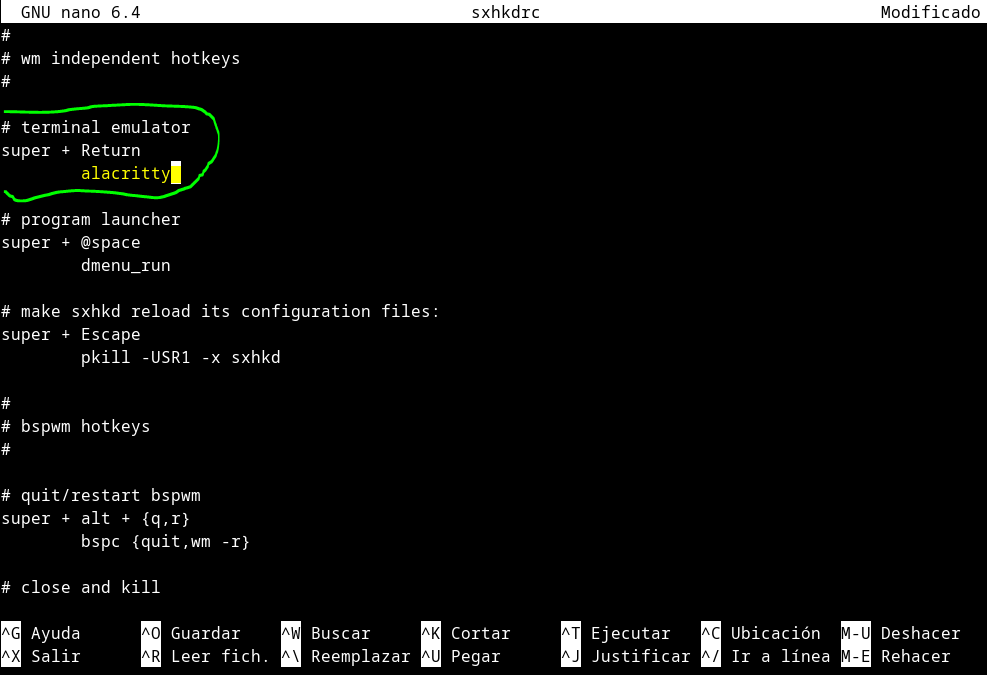 GNU nano 6.4 sxhkdrc Modificado
#
# wm independent hotkeys
#
# terminal emulator
super + Return
alacritty
# program launcher
super + @space
dmenu_run
# make sxhkd reload its configuration files:
super + Escape
pkill -USR1 -x sxhkd
#
# bspwm hotkeys
#
# quit/restart bspwm
super + alt + {q,r}
bspc {quit,wm -r}
# close and kill
^G Ayuda ^O Guardar ^W Buscar ^K Cortar ^T Ejecutar ^C Ubicación M-U Deshacer
^X Salir ^R Leer fich. ^\ Reemplazar ^U Pegar ^J Justificar ^/ Ir a línea M-E Rehacer